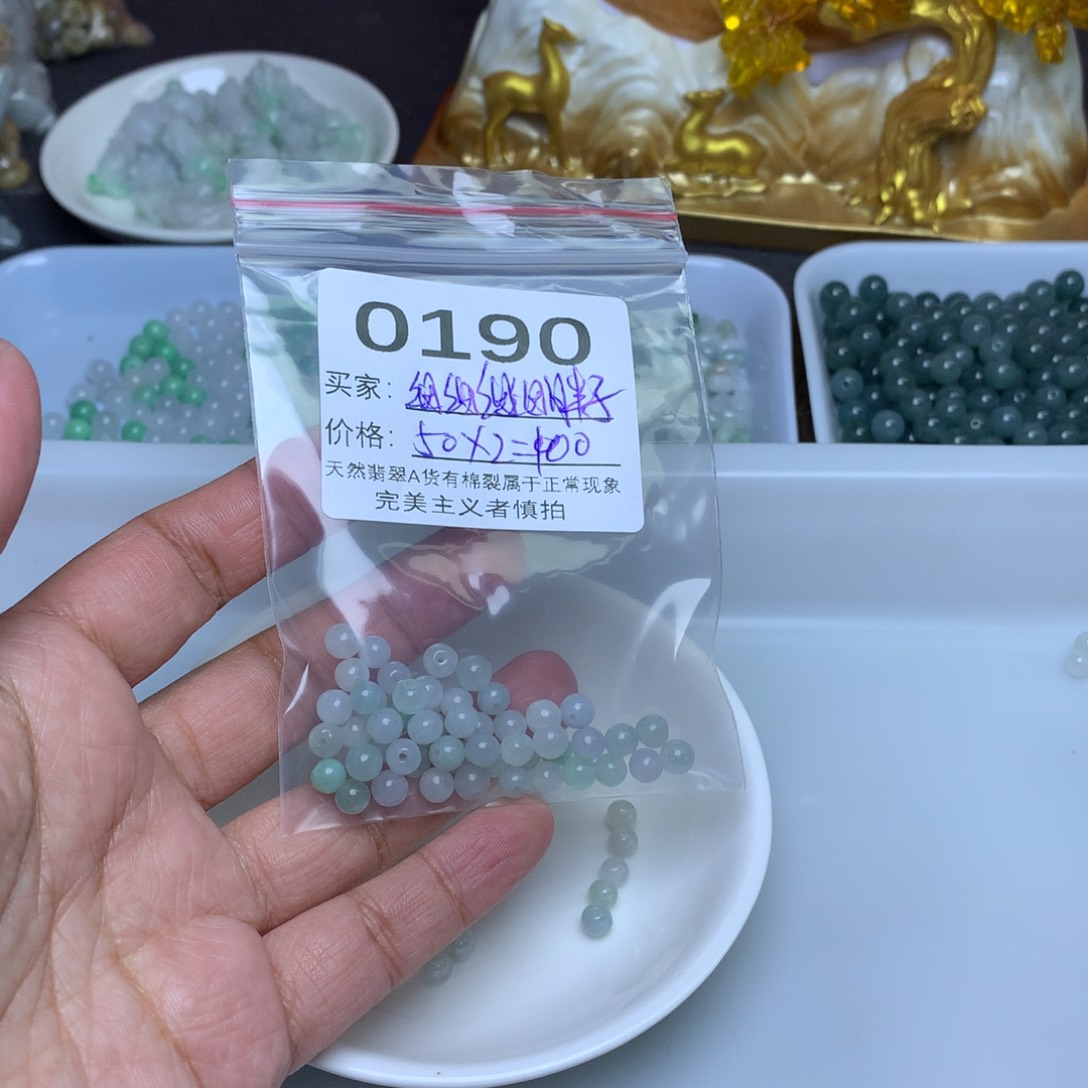 0190
买家:
价格: 50X2=100
天然翡翠A货有棉裂属于正常现象
完美主义者慎拍